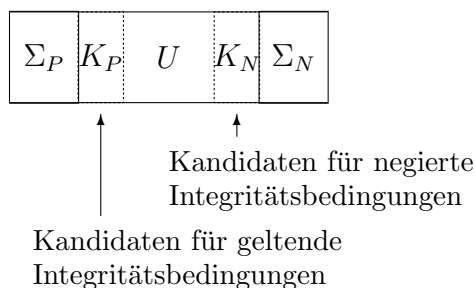 Σ_P K_P U K_N Σ_N
Kandidaten für negierte
Integritätsbedingungen
Kandidaten für geltende
Integritätsbedingungen